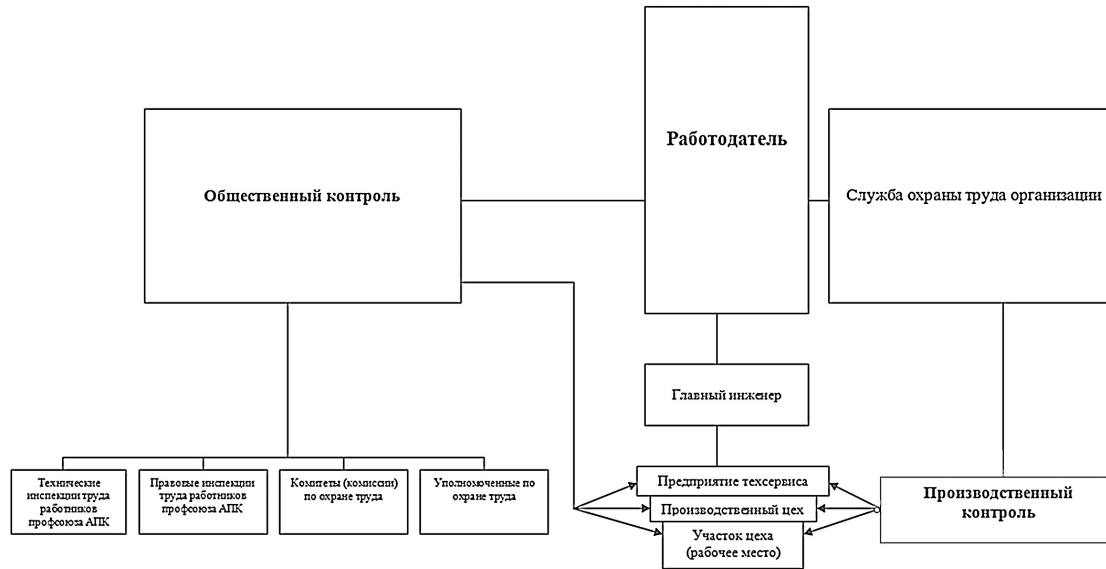 Работодатель
Общественный контроль
Служба охраны труда организации
Главный инженер
Технические
инспекции труда
работников
профсоюза АПК
Правовые инспекции
труда работников
профсоюза АПК
Комитеты (комиссии)
по охране труда
Уполномоченные по
охране труда
Предприятие техсервиса
Производственный цех
Участок цеха
(рабочее место)
Производственный
контроль